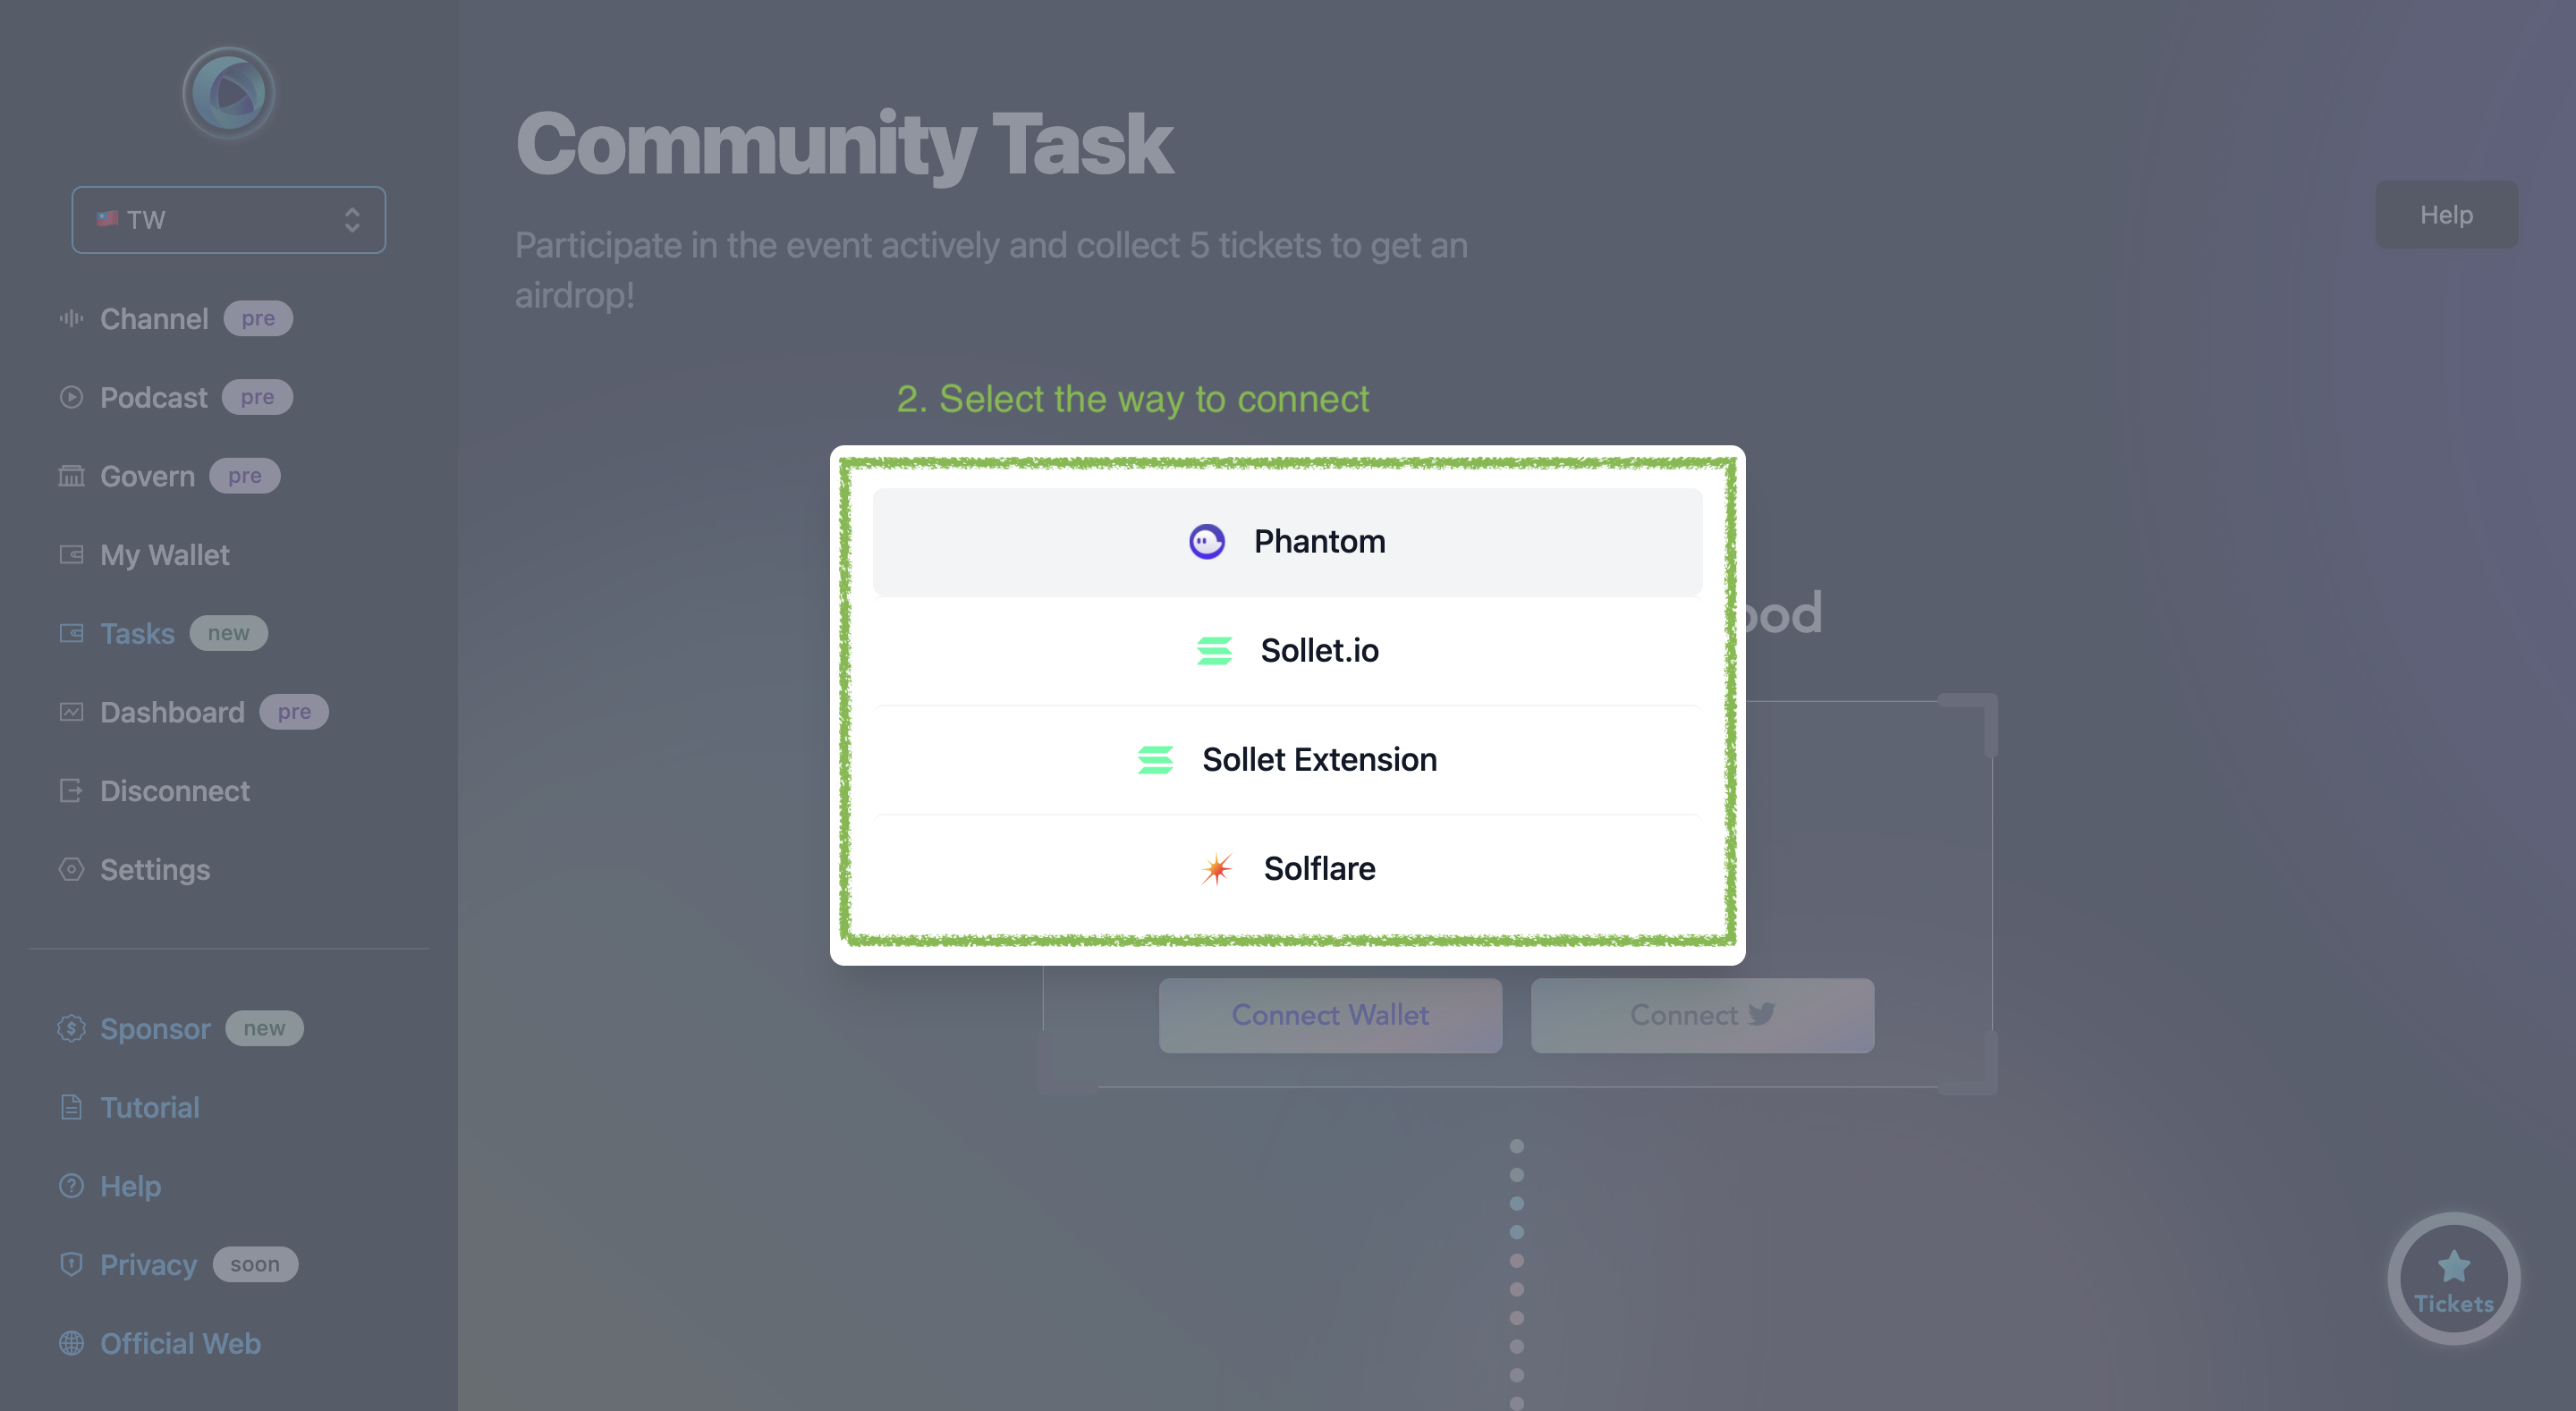 TW
Channel pre
Podcast pre
Govern pre
My Wallet
Tasks new
Dashboard pre
Disconnect
Settings
Sponsor new
Tutorial
Help
Privacy soon
Official Web
Community Task
Participate in the event actively and collect 5 tickets to get an
airdrop!
Help
2. Select the way to connect
Phantom
Sollet.io
Sollet Extension
Solflare
Connect Wallet
Connect
Tickets